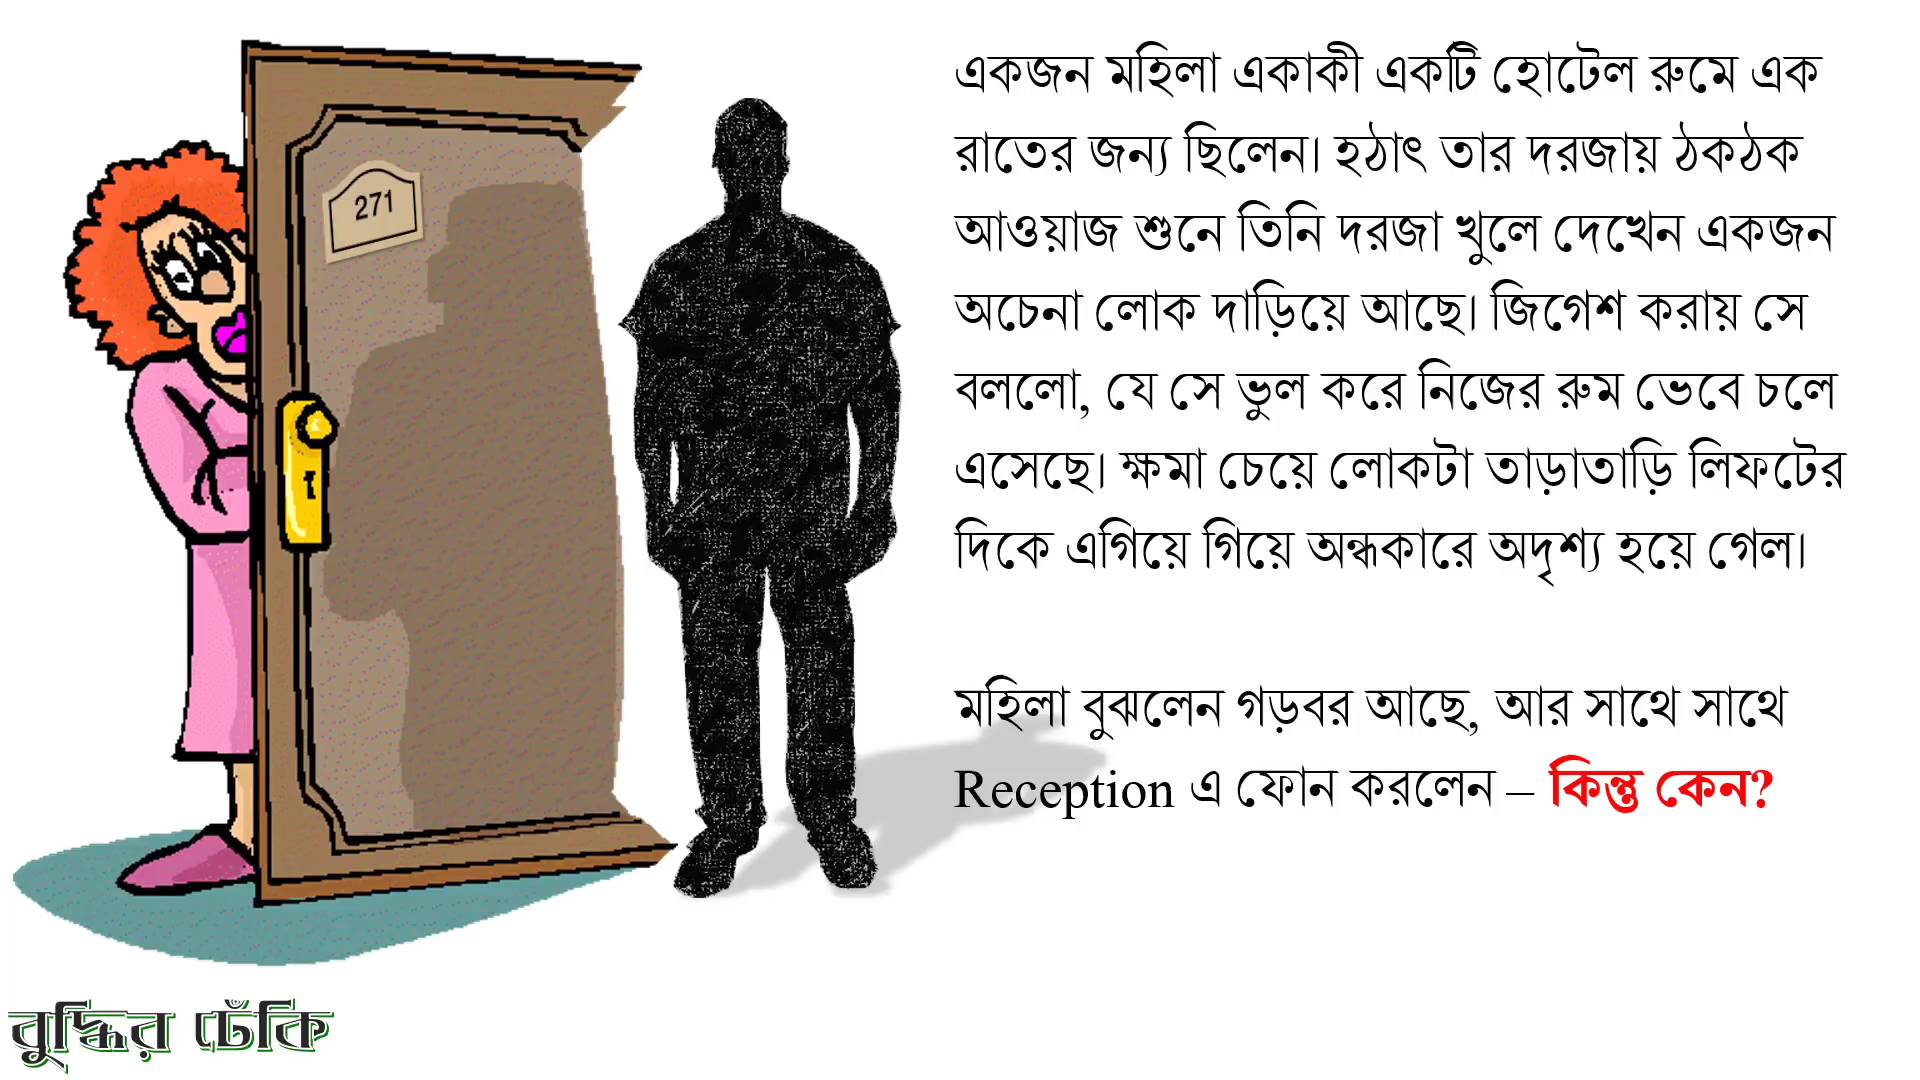 271
একজন মহিলা একাকী একটি হোটেল রুমে এক
রাতের জন্য ছিলেন। হঠাৎ তার দরজায় ঠকঠক
আওয়াজ শুনে তিনি দরজা খুলে দেখেন একজন
অচেনা লোক দাড়িয়ে আছে। জিগেশ করায় সে
বললো, যে সে ভুল করে নিজের রুম ভেবে চলে
এসেছে। ক্ষমা চেয়ে লোকটা তাড়াতাড়ি লিফটের
দিকে এগিয়ে গিয়ে অন্ধকারে অদৃশ্য হয়ে গেল।
মহিলা বুঝলেন গড়বর আছে, আর সাথে সাথে
Reception এ ফোন করলেন – কিন্তু কেন?
বুদ্ধির ঢেঁকি